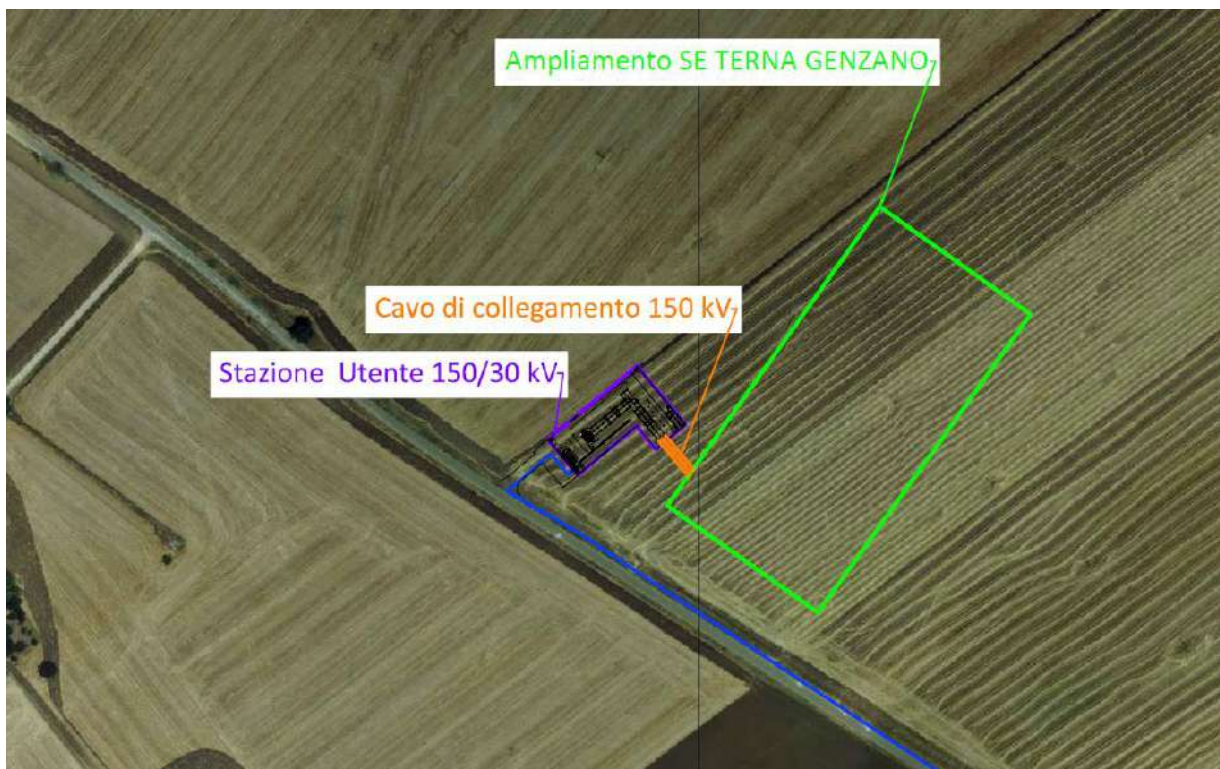 Ampliamento SE TERNA GENZANO
Cavo di collegamento 150 kV
Stazione Utente 150/30 kV